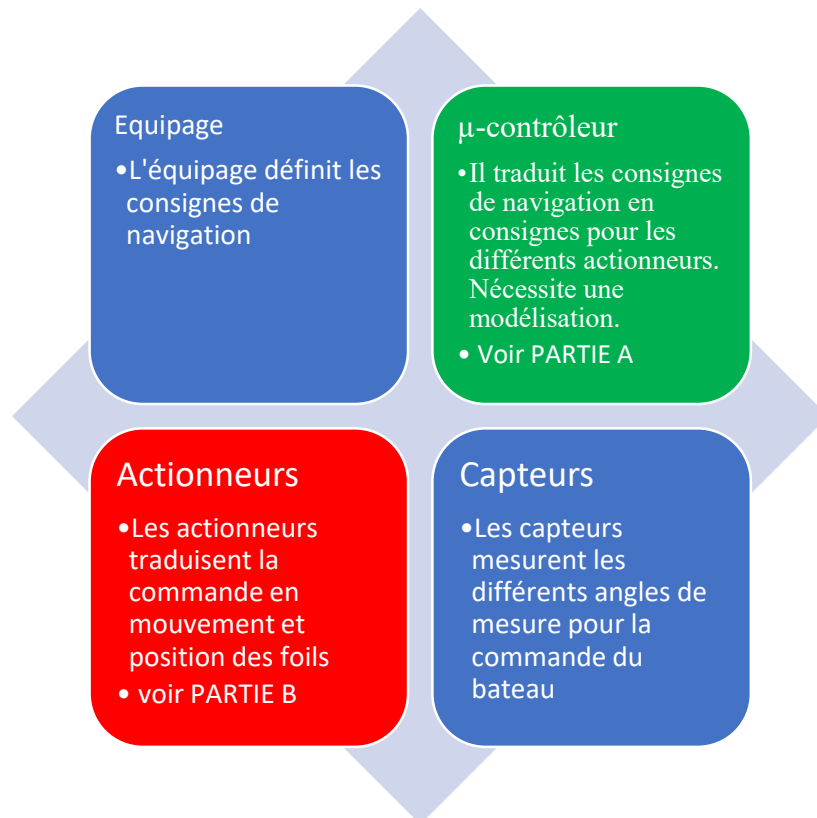 Equipage
•L'équipage définit les
consignes de
navigation
µ-contrôleur
•Il traduit les consignes
de navigation en
consignes pour les
différents actionneurs.
Nécessite une
modélisation.
• Voir PARTIE A
Actionneurs
•Les actionneurs
traduisent la
commande en
mouvement et
position des foils
• voir PARTIE B
Capteurs
•Les capteurs
mesurent les
différents angles de
mesure pour la
commande du
bateau